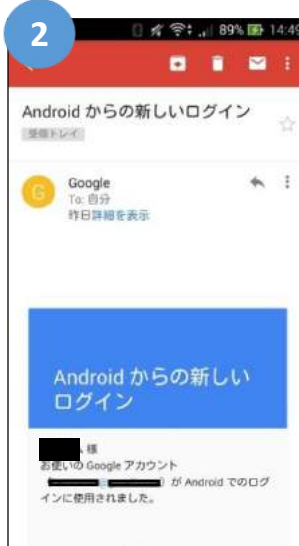 2
89% 14:49
Android からの新しいログイン
受信トレイ
G Google
To: 自分
昨日 詳細を表示
Android からの新しい
ログイン
様
お使いの Google アカウント
( ) が Android でのログ
インに使用されました。